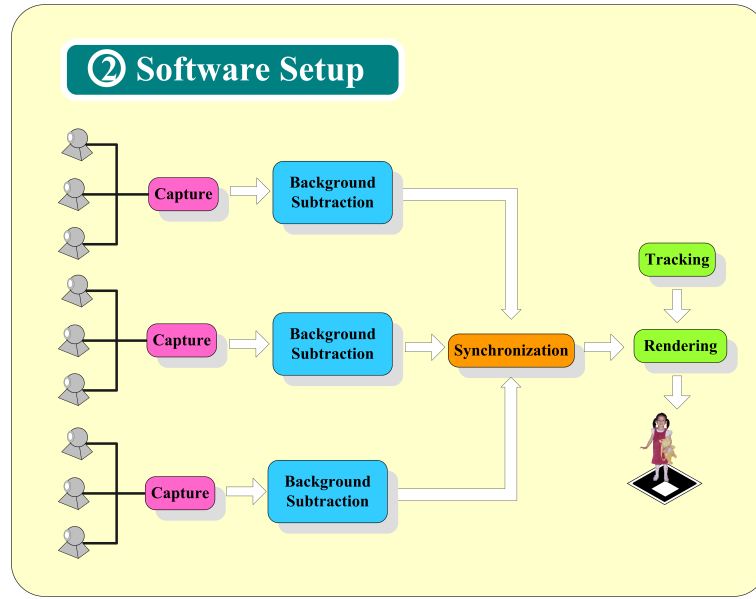 ② Software Setup
Capture
Background
Subtraction
Tracking
Capture
Background
Subtraction
Synchronization
Rendering
Capture
Background
Subtraction